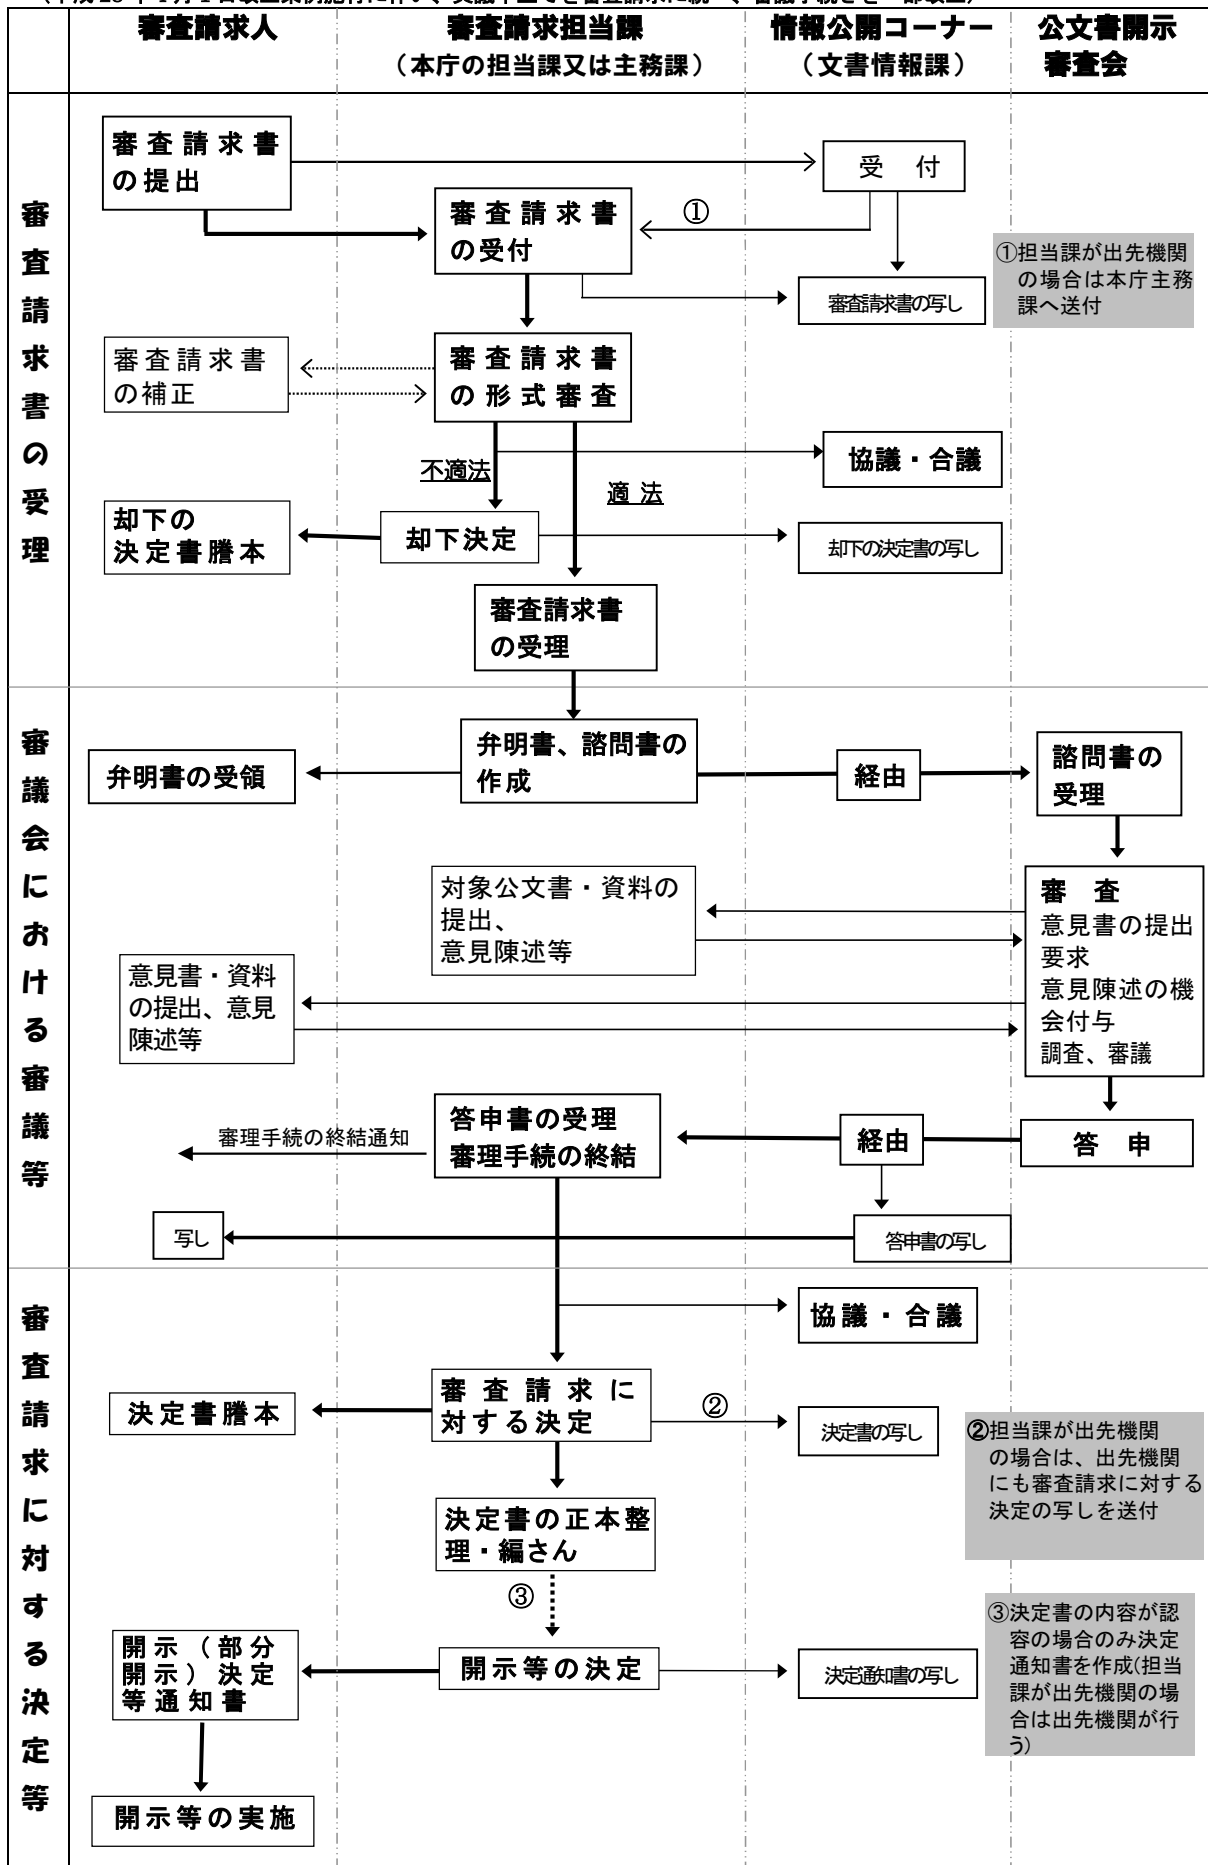 審査請求人
審査請求担当課
(本庁の担当課又は主務課)
情報公開コーナー
(文書情報課)
公文書開示
審査会
審査請求書の受理
審査請求書
の提出
受　付
審査請求書
の受付
①
①担当課が出先機関
の場合は本庁主務
課へ送付
審査請求書の写し
審査請求書
の補正
審査請求書
の形式審査
協議・合議
不適法
適 法
却下の
決定書謄本
却下決定
却下の決定書の写し
審査請求書
の受理
審議会における審議等
弁明書の受領
弁明書、諮問書の
作成
経由
諮問書の
受理
対象公文書・資料の
提出、
意見陳述等
審　査
意見書の提出
要求
意見陳述の機
会付与
調査、審議
意見書・資料
の提出、意見
陳述等
審理手続の終結通知
答申書の受理
審理手続の終結
経由
答　申
写し
答申書の写し
審査請求に対する決定等
協議・合議
決定書謄本
審査請求に
対する決定
②
決定書の写し
②担当課が出先機関
の場合は、出先機関
にも審査請求に対する
決定の写しを送付
決定書の正本整
理・編さん
③
③決定書の内容が認
容の場合のみ決定
通知書を作成(担当
課が出先機関の場
合は出先機関が行
う)
開示(部分
開示)決定
等通知書
開示等の決定
決定通知書の写し
開示等の実施